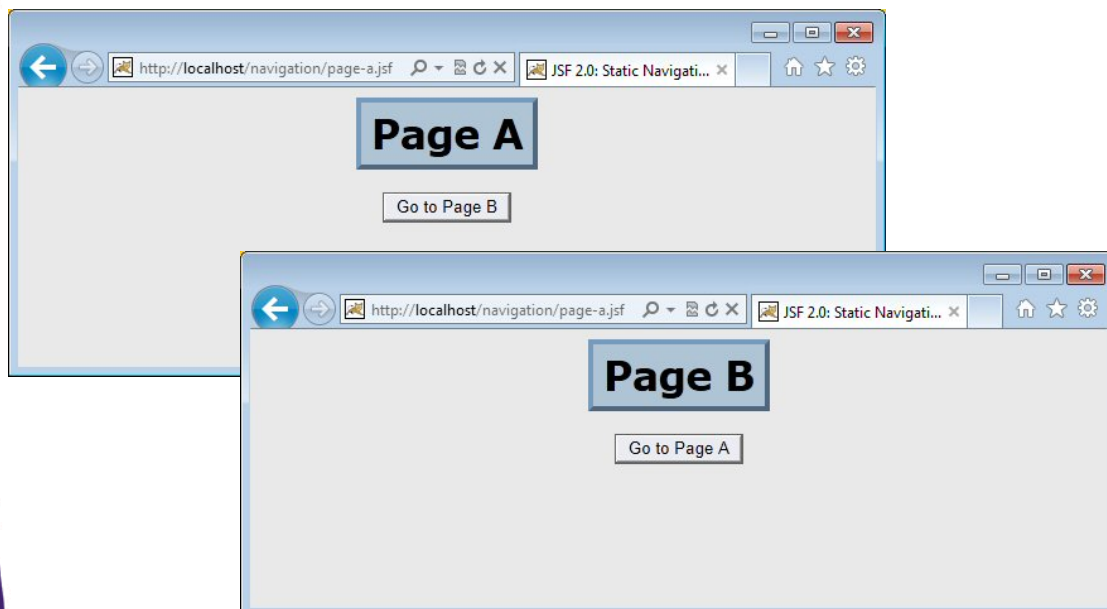 http://localhost/navigation/page-a.jsf
JSF 2.0: Static Navigati...
Page A
Go to Page B
http://localhost/navigation/page-a.jsf
JSF 2.0: Static Navigati...
Page B
Go to Page A